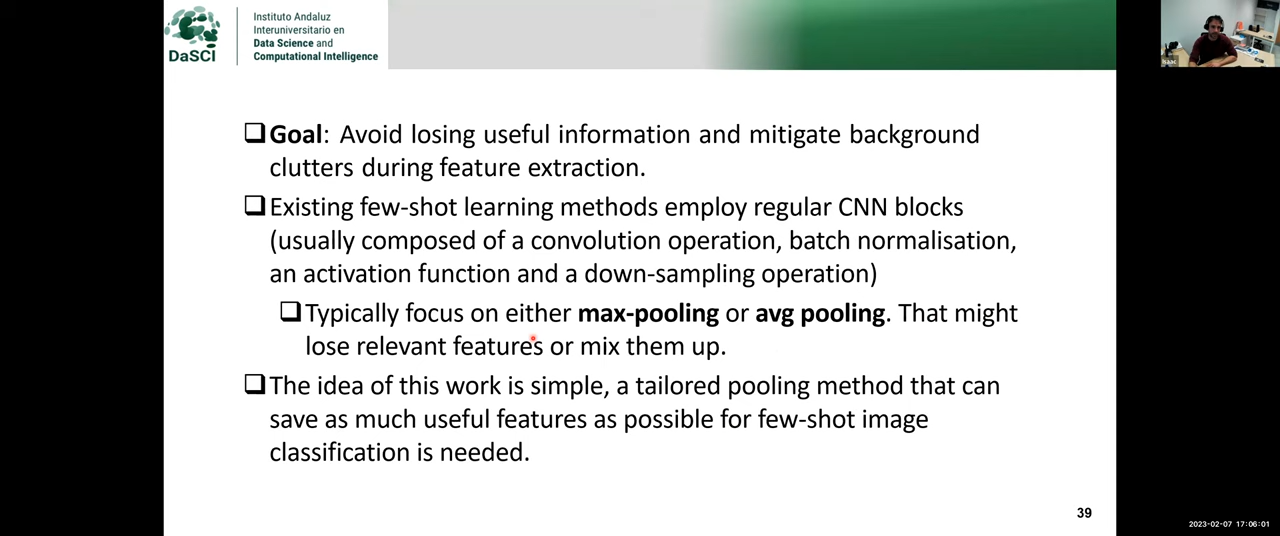 DaSCI
Instituto Andaluz
Interuniversitario en
Data Science and
Computational Intelligence
Isaac
Goal: Avoid losing useful information and mitigate background
clutters during feature extraction.
Existing few-shot learning methods employ regular CNN blocks
(usually composed of a convolution operation, batch normalisation,
an activation function and a down-sampling operation)
Typically focus on either max-pooling or avg pooling. That might
lose relevant features or mix them up.
The idea of this work is simple, a tailored pooling method that can
save as much useful features as possible for few-shot image
classification is needed.
39
2023-02-07 17:06:01